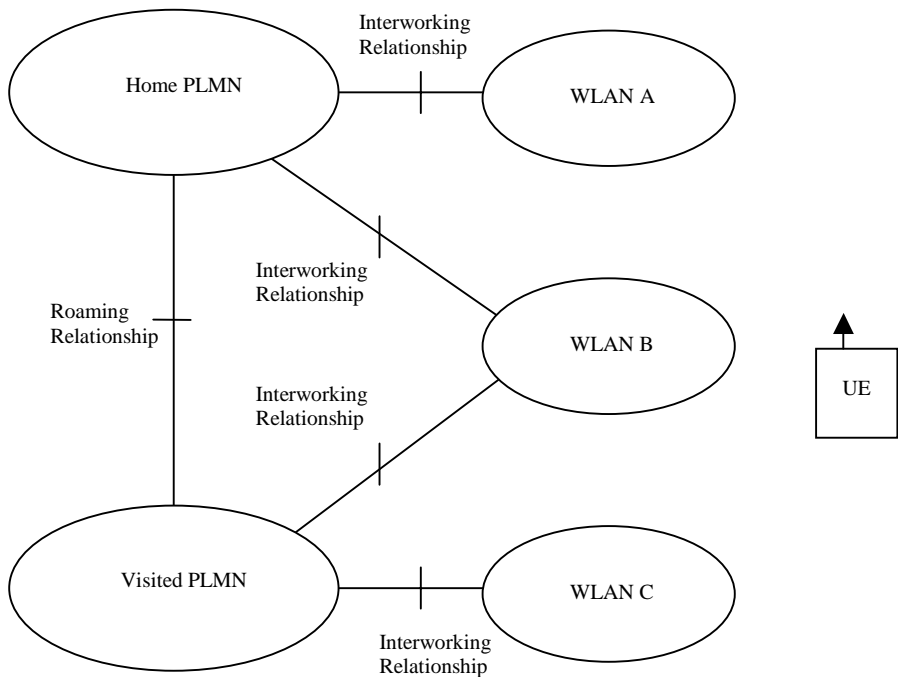 Interworking
Relationship
Home PLMN
WLAN A
Interworking
Relationship
Roaming
Relationship
WLAN B
UE
Interworking
Relationship
Visited PLMN
WLAN C
Interworking
Relationship